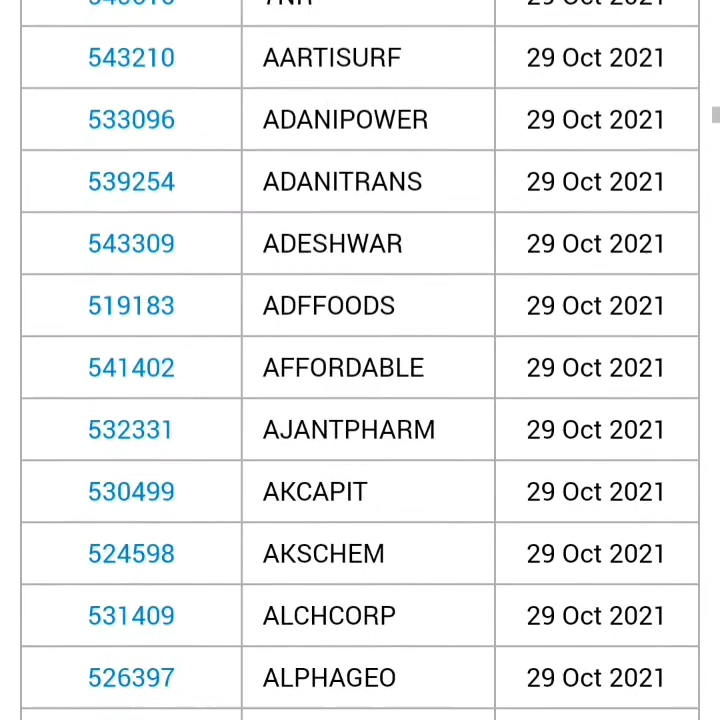 543210 AARTISURF 29 Oct 2021
533096 ADANIPOWER 29 Oct 2021
539254 ADANITRANS 29 Oct 2021
543309 ADESHWAR 29 Oct 2021
519183 ADFFOODS 29 Oct 2021
541402 AFFORDABLE 29 Oct 2021
532331 AJANTPHARM 29 Oct 2021
530499 AKCAPIT 29 Oct 2021
524598 AKSCHEM 29 Oct 2021
531409 ALCHCORP 29 Oct 2021
526397 ALPHAGEO 29 Oct 2021